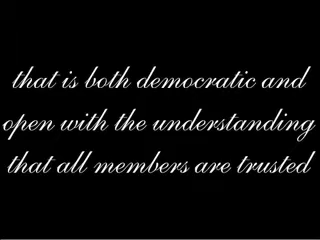 that is both democratic and
open with the understanding
that all members are trusted